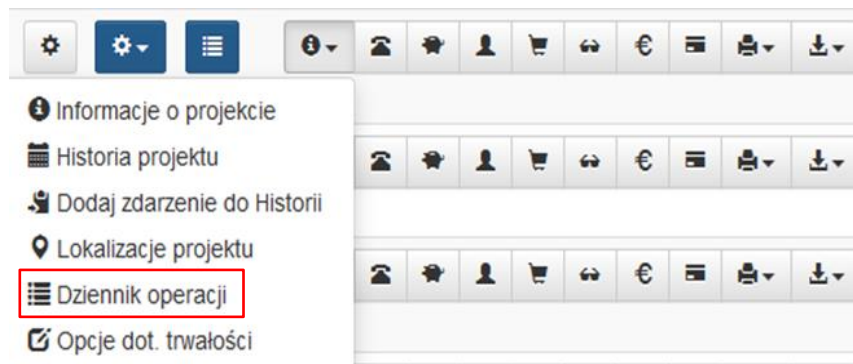 Informacje o projekcie
Historia projektu
Dodaj zdarzenie do Historii
Lokalizacje projektu
Dziennik operacji
Opcje dot. trwałości